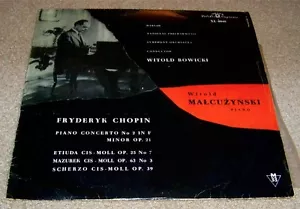 WARSAW
NATIONAL PHILHARMONIC
SYMPHONY ORCHESTRA
CONDUCTOR
WITOLD ROWICKI
Witold
MAŁCUŻYŃSKI
piano
FRYDERYK CHOPIN
PIANO CONCERTO No 2 IN F
MINOR OP. 21
ETIUDA CIS-MOLL OP. 25 No 7
MAZUREK CIS-MOLL OP. 63 No 3
SCHERZO CIS-MOLL OP. 39